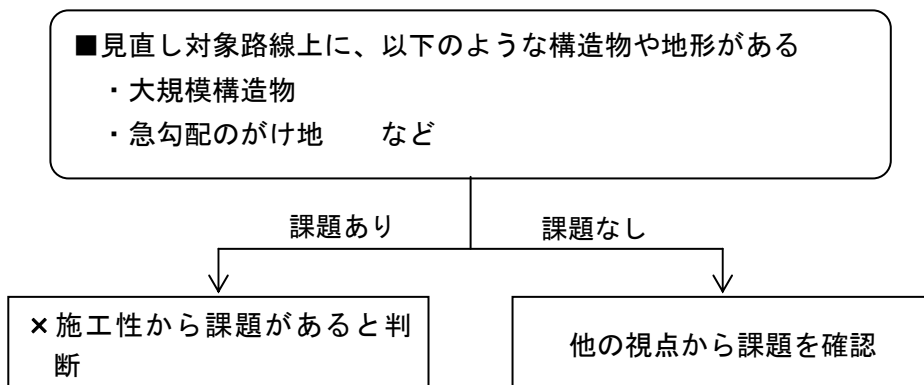 ■見直し対象路線上に、以下のような構造物や地形がある
・大規模構造物
・急勾配のがけ地　　など
課題あり
課題なし
×施工性から課題があると判
断
他の視点から課題を確認